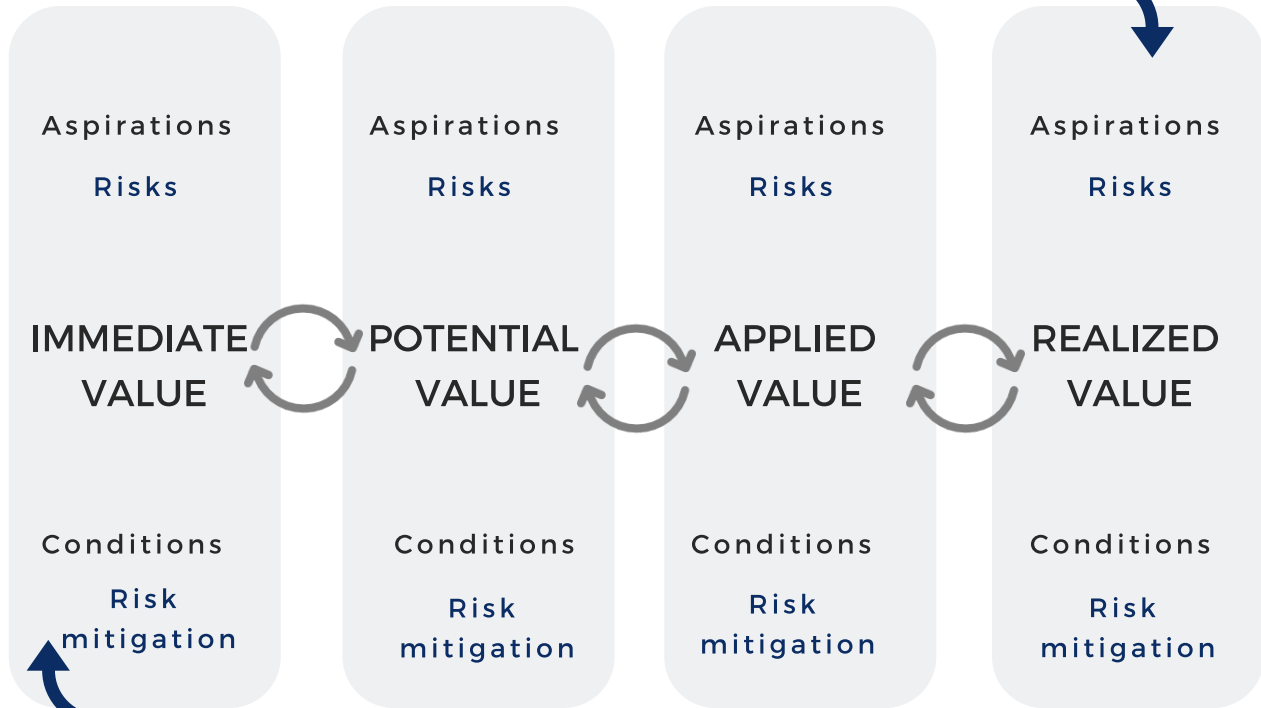 Aspirations
Risks
IMMEDIATE
VALUE
Conditions
Risk
mitigation
Aspirations
Risks
POTENTIAL
VALUE
Conditions
Risk
mitigation
Aspirations
Risks
APPLIED
VALUE
Conditions
Risk
mitigation
Aspirations
Risks
REALIZED
VALUE
Conditions
Risk
mitigation